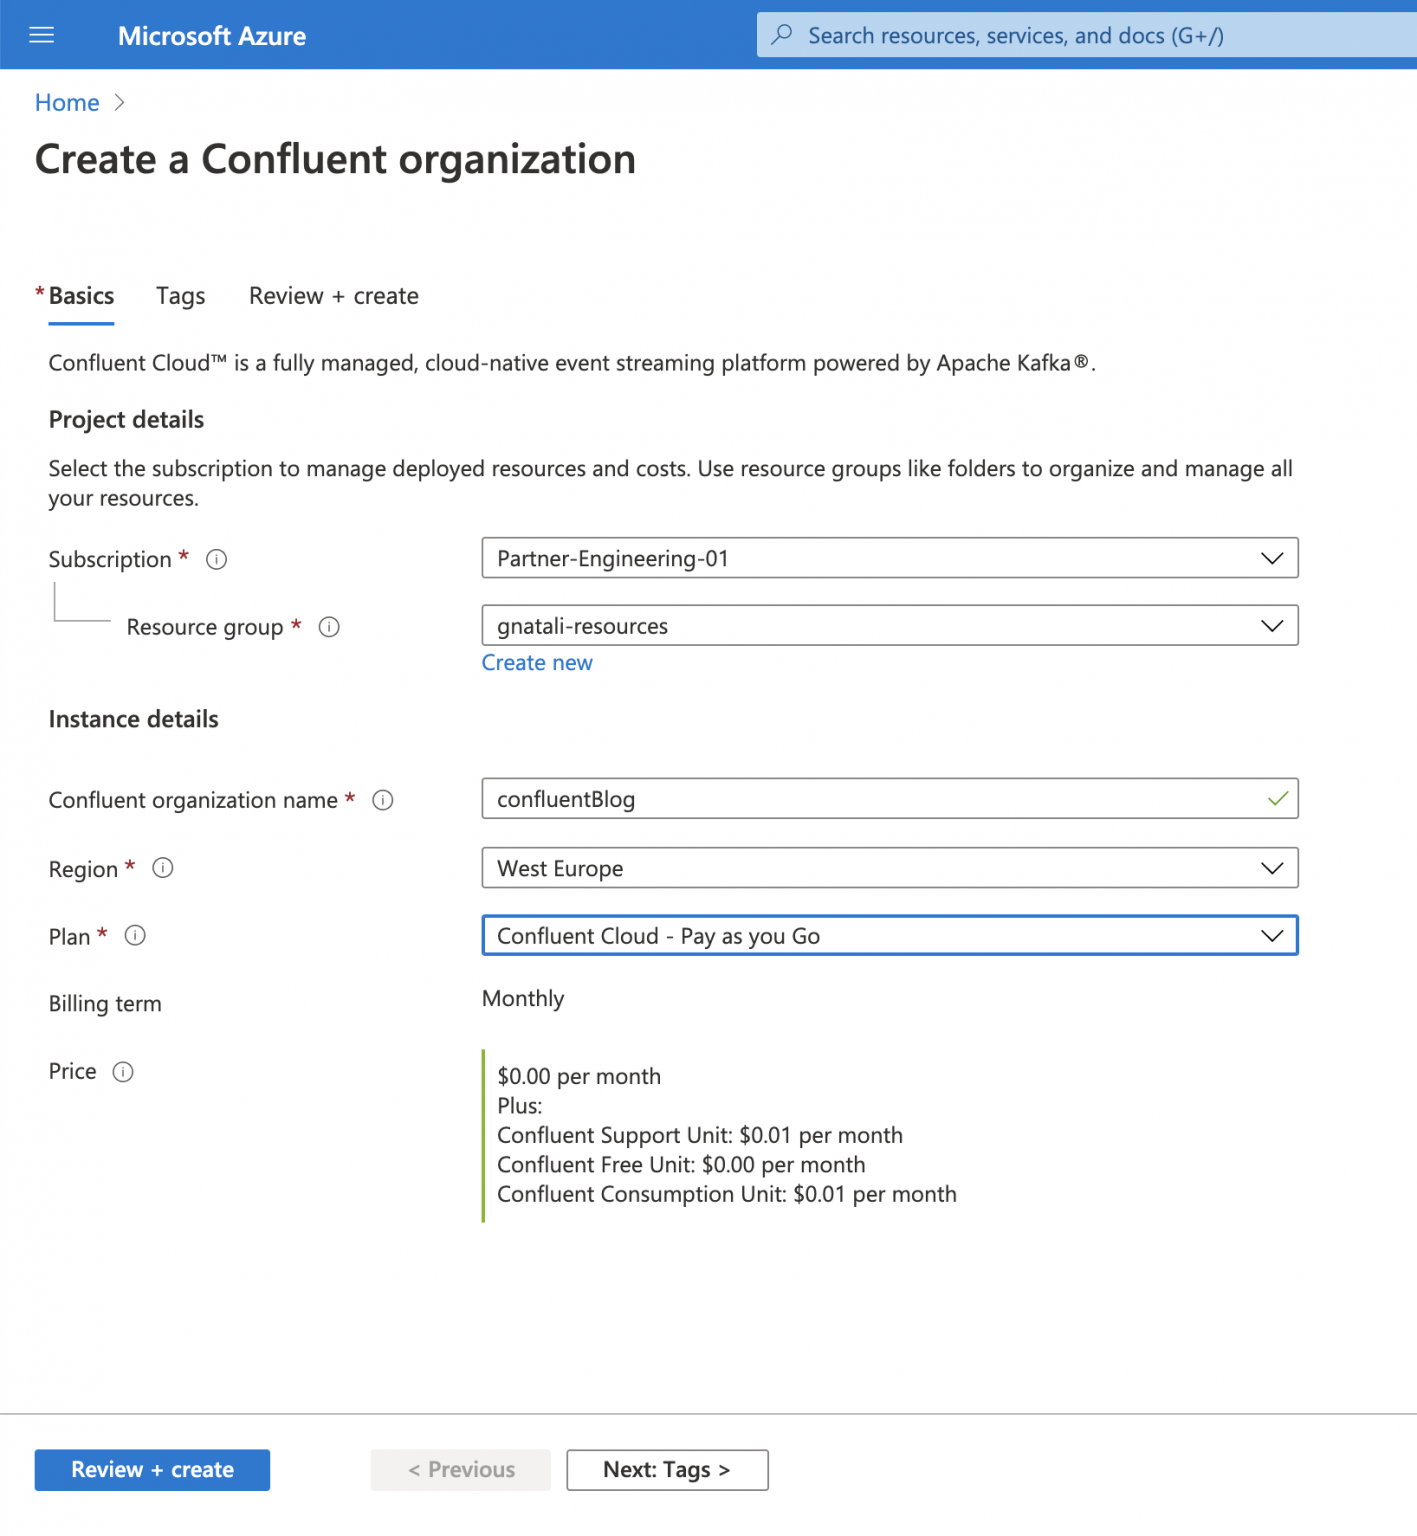 Microsoft Azure
Search resources, services, and docs (G+/)
Home >
Create a Confluent organization
* Basics
Tags
Review + create
Confluent Cloud™ is a fully managed, cloud-native event streaming platform powered by Apache Kafka®.
Project details
Select the subscription to manage deployed resources and costs. Use resource groups like folders to organize and manage all
your resources.
Subscription *
Partner-Engineering-01
Resource group *
gnatali-resources
Create new
Instance details
Confluent organization name *
confluentBlog
Region *
West Europe
Plan *
Confluent Cloud - Pay as you Go
Billing term
Monthly
Price
$0.00 per month
Plus:
Confluent Support Unit: $0.01 per month
Confluent Free Unit: $0.00 per month
Confluent Consumption Unit: $0.01 per month
Review + create
< Previous
Next: Tags >